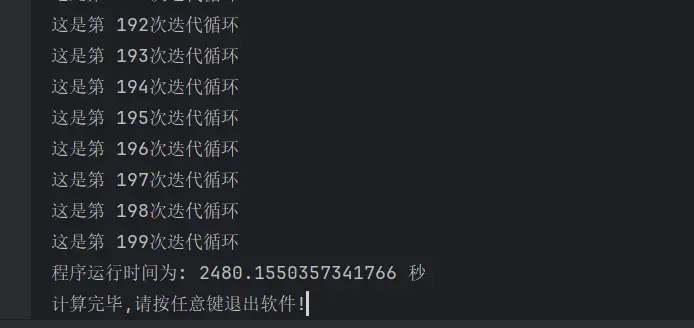 这是第 192次迭代循环
这是第 193次迭代循环
这是第 194次迭代循环
这是第 195次迭代循环
这是第 196次迭代循环
这是第 197次迭代循环
这是第 198次迭代循环
这是第 199次迭代循环
程序运行时间为: 2480.1550357341766 秒
计算完毕,请按任意键退出软件!